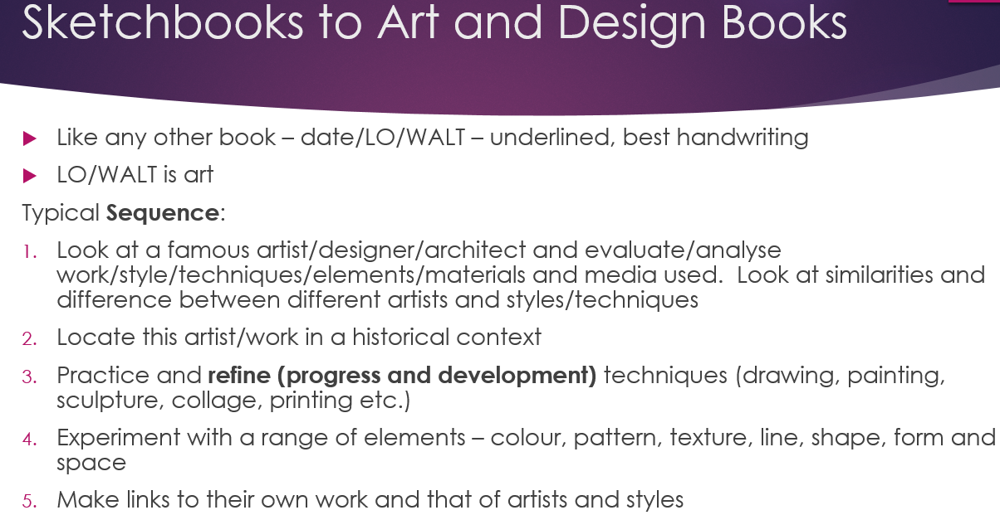 Sketchbooks to Art and Design Books
Like any other book – date/LO/WALT – underlined, best handwriting
LO/WALT is art
Typical Sequence:
1. Look at a famous artist/designer/architect and evaluate/analyse
work/style/techniques/elements/materials and media used.  Look at similarities and
difference between different artists and styles/techniques
2. Locate this artist/work in a historical context
3. Practice and refine (progress and development) techniques (drawing, painting,
sculpture, collage, printing etc.)
4. Experiment with a range of elements – colour, pattern, texture, line, shape, form and
space
5. Make links to their own work and that of artists and styles